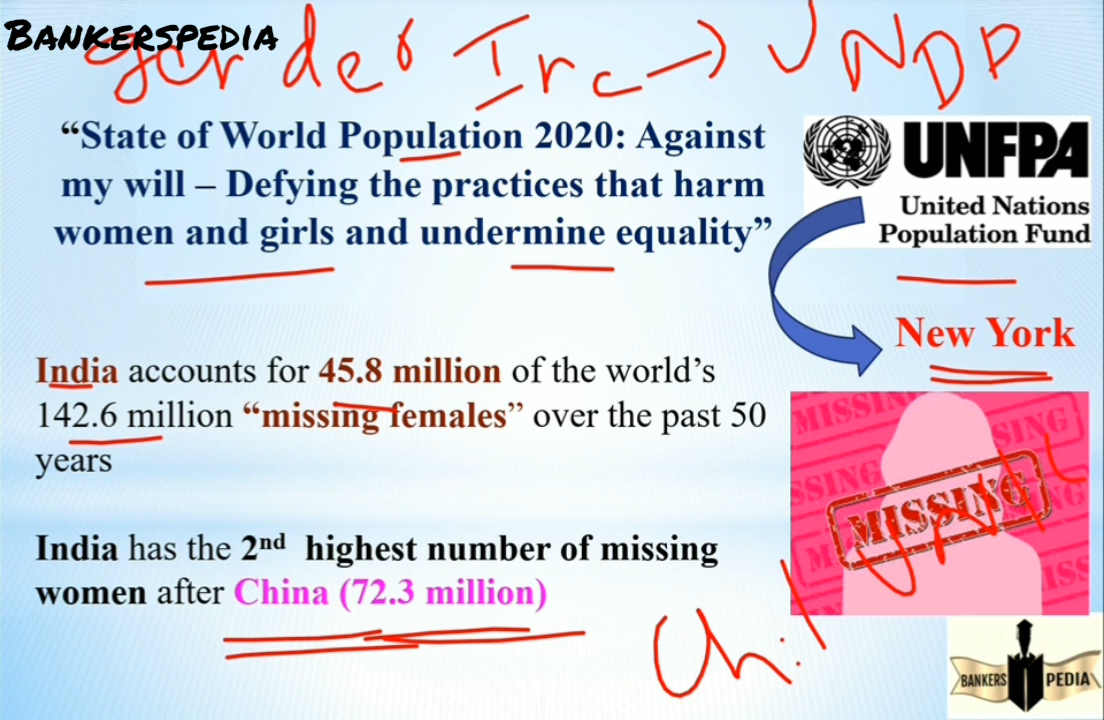 BANKERSPEDIA
gender Inc → UNDP
“State of World Population 2020: Against
my will – Defying the practices that harm
women and girls and undermine equality”
UNFPA
United Nations
Population Fund
New York
India accounts for 45.8 million of the world’s
142.6 million “missing females” over the past 50
years
MISSING
India has the 2nd highest number of missing
women after China (72.3 million)
BANKERS PEDIA